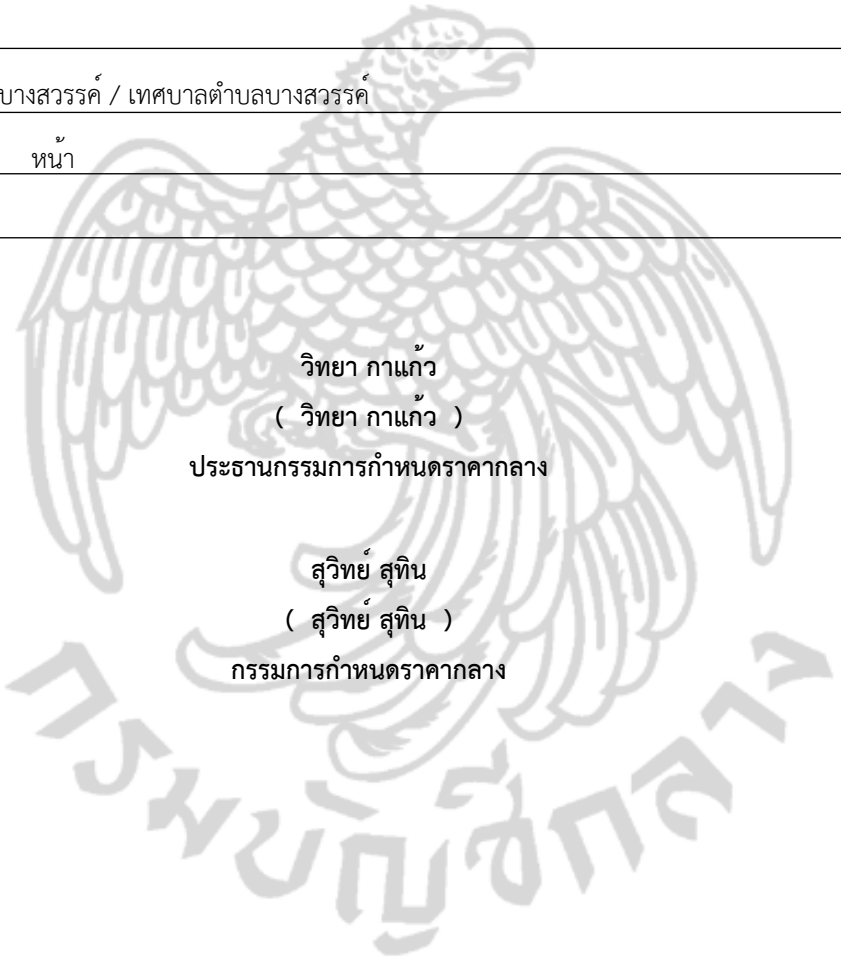 บางสวรรค์ / เทศบาลตำบลบางสวรรค์
หน้า
วิทยา กาแก้ว
( วิทยา กาแก้ว )
ประธานกรรมการกำหนดราคากลาง
สุวิทย์ สุทิน
( สุวิทย์ สุทิน )
กรรมการกำหนดราคากลาง
กรมบัญชีกลาง